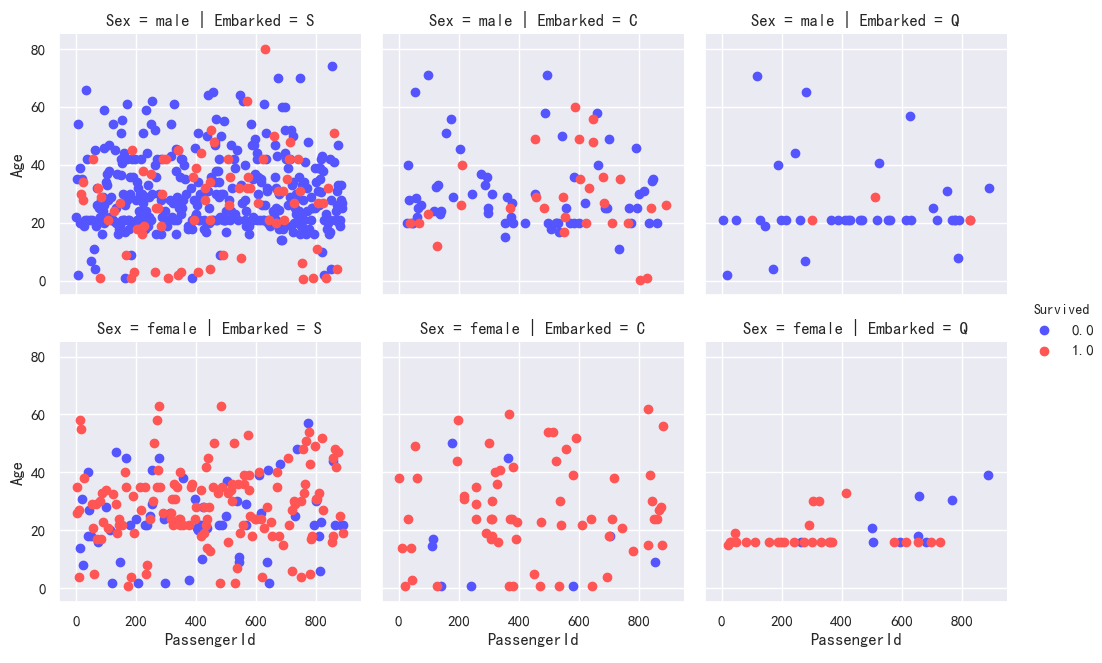 Sex = male | Embarked = S
Sex = male | Embarked = C
Sex = male | Embarked = Q
80
60
40
20
0
Age
Sex = female | Embarked = S
Sex = female | Embarked = C
Sex = female | Embarked = Q
80
60
40
20
0
Age
0 200 400 600 800
0 200 400 600 800
0 200 400 600 800
PassengerId
PassengerId
PassengerId
Survived
0.0
1.0